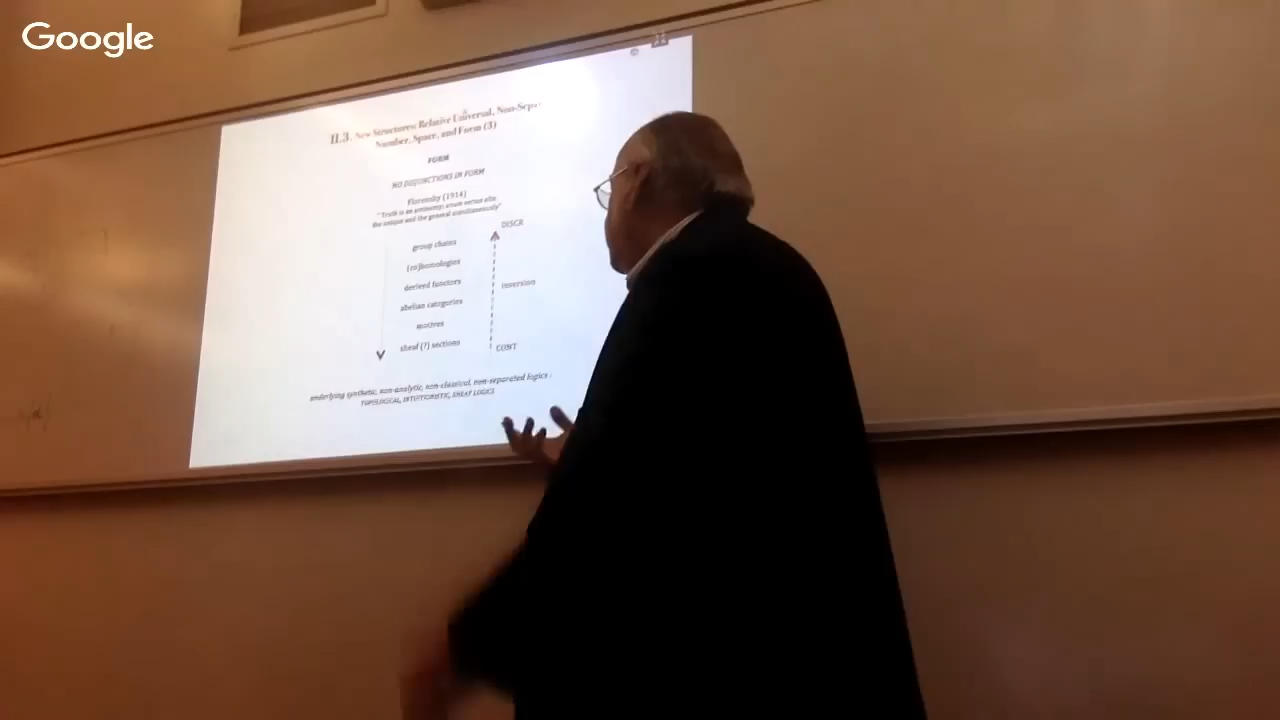 Google
II.3. New Structures: Relative Universal, Non-Sep
Number, Space, and Form (3)
FORM
NO DISJUNCTIONS IN FORM
Florensky (1914)
"Truth is an antinomy:
the unique and the general simultaneously"
DISCR
group chains
(co)homologies
derived functors
inversion
abelian categories
motives
sheaf (?) sections
CONT
underlying synthetic, non-analytic, non-classical, non-separated logics :
TOPOLOGICAL, INTUITIONISTIC, SHEAF LOGICS